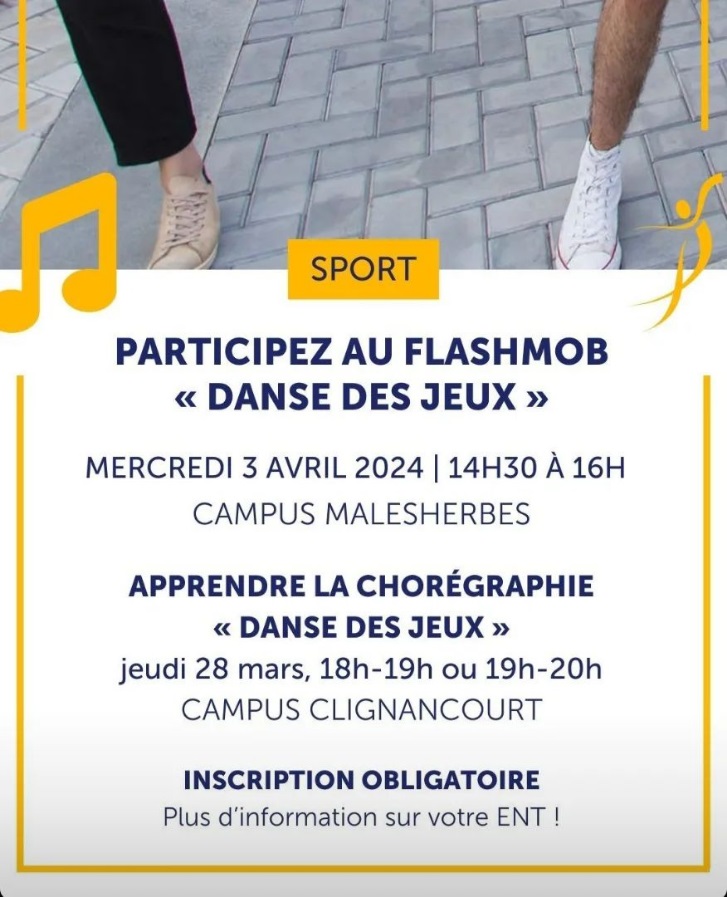 SPORT
PARTICIPEZ AU FLASHMOB
« DANSE DES JEUX »
MERCREDI 3 AVRIL 2024 | 14H30 À 16H
CAMPUS MALESHERBES
APPRENDRE LA CHORÉGRAPHIE
« DANSE DES JEUX »
jeudi 28 mars, 18h-19h ou 19h-20h
CAMPUS CLIGNANCOURT
INSCRIPTION OBLIGATOIRE
Plus d'information sur votre ENT !